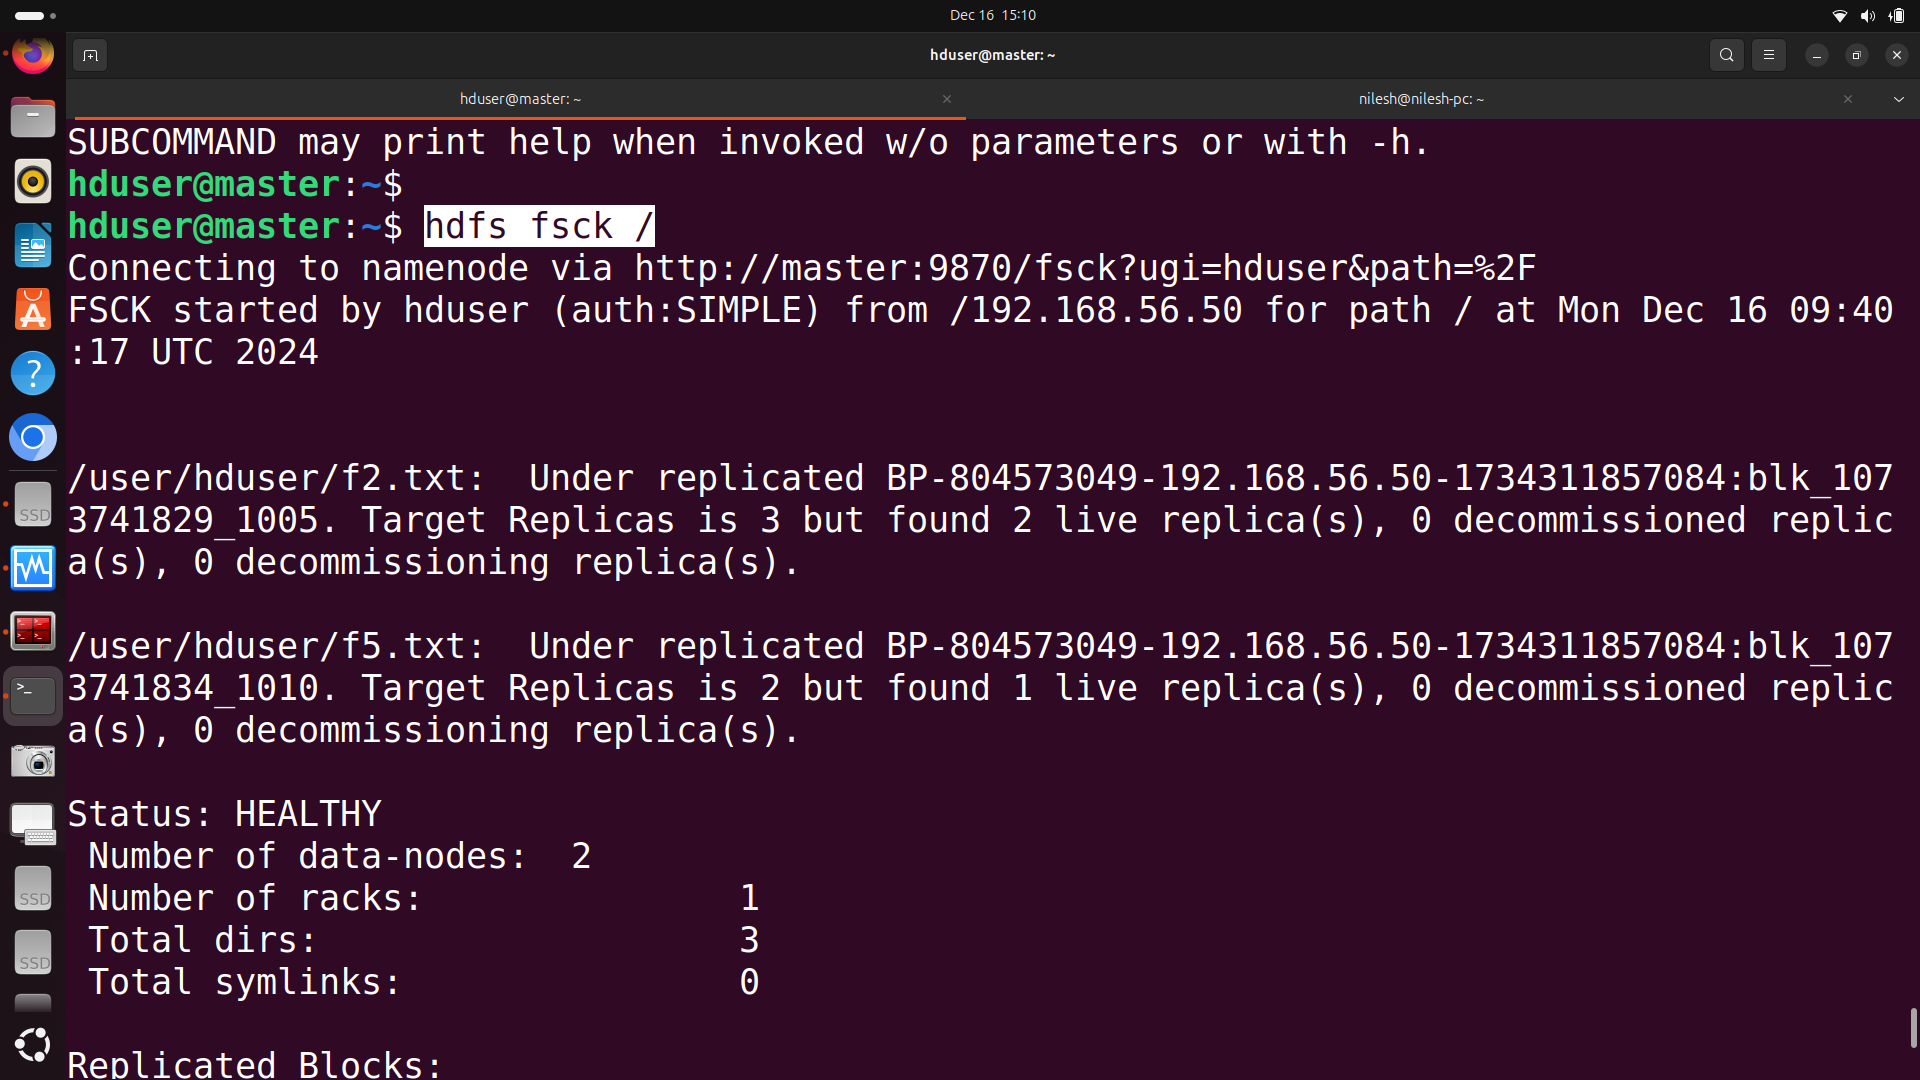 Dec 16 15:10
hduser@master: ~
hduser@master: ~
nilesh@nilesh-pc: ~
SUBCOMMAND may print help when invoked w/o parameters or with -h.
hduser@master:~$
hduser@master:~$ hdfs fsck /
Connecting to namenode via http://master:9870/fsck?ugi=hduser&path=%2F
FSCK started by hduser (auth:SIMPLE) from /192.168.56.50 for path / at Mon Dec 16 09:40
:17 UTC 2024
/user/hduser/f2.txt:  Under replicated BP-804573049-192.168.56.50-1734311857084:blk_107
3741829_1005. Target Replicas is 3 but found 2 live replica(s), 0 decommissioned replic
a(s), 0 decommissioning replica(s).
/user/hduser/f5.txt:  Under replicated BP-804573049-192.168.56.50-1734311857084:blk_107
3741834_1010. Target Replicas is 2 but found 1 live replica(s), 0 decommissioned replic
a(s), 0 decommissioning replica(s).
Status: HEALTHY
Number of data-nodes:  2
Number of racks:               1
Total dirs:                    3
Total symlinks:                0
Replicated Blocks:
SSD
SSD
SSD